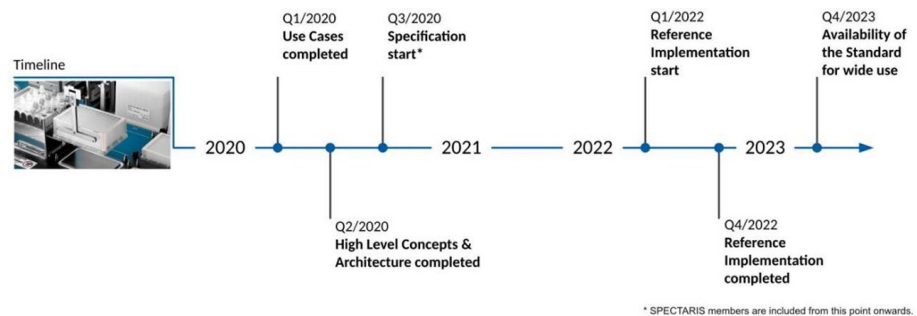 Timeline
Q1/2020
Use Cases
completed
Q3/2020
Specification
start*
Q1/2022
Reference
Implementation
start
Q4/2023
Availability of
the Standard
for wide use
2020
2021
2022
2023
Q2/2020
High Level Concepts &
Architecture completed
Q4/2022
Reference
Implementation
completed
* SPECTARIS members are included from this point onwards.